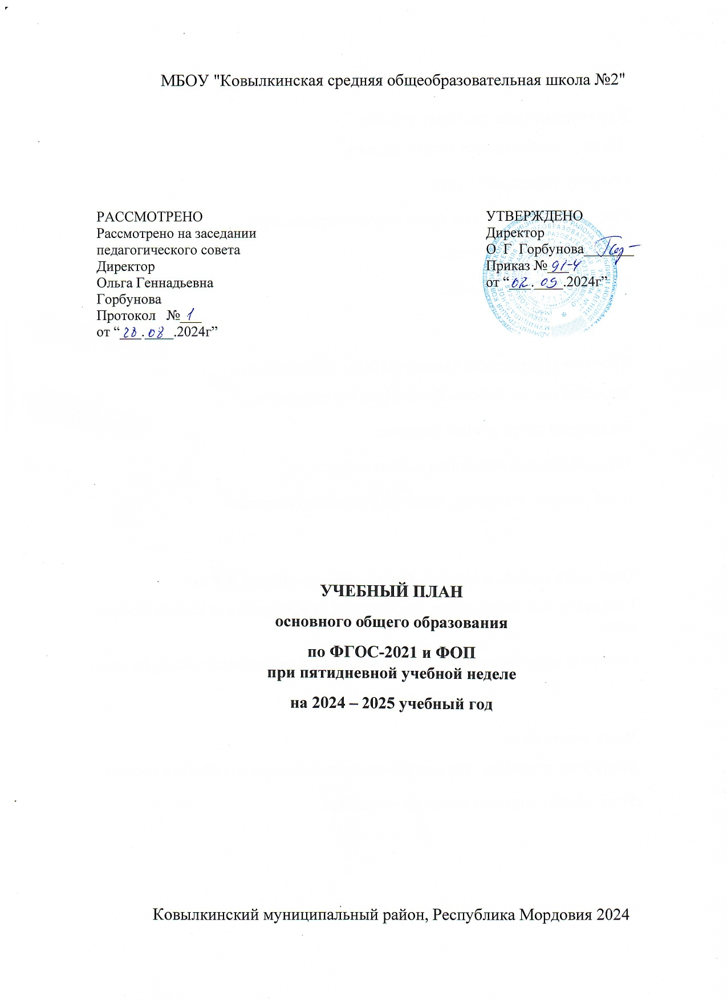 МБОУ "Ковылкинская средняя общеобразовательная школа №2"
РАССМОТРЕНО
Рассмотрено на заседании
педагогического совета
Директор
Ольга Геннадьевна
Горбунова
Протокол №1
от “28.08.2024г”
УТВЕРЖДЕНО
Директор
О Г Горбунова
Приказ №91-ч
от “02.09.2024г”
УЧЕБНЫЙ ПЛАН
основного общего образования
по ФГОС-2021 и ФОП
при пятидневной учебной неделе
на 2024 – 2025 учебный год
Ковылкинский муниципальный район, Республика Мордовия 2024